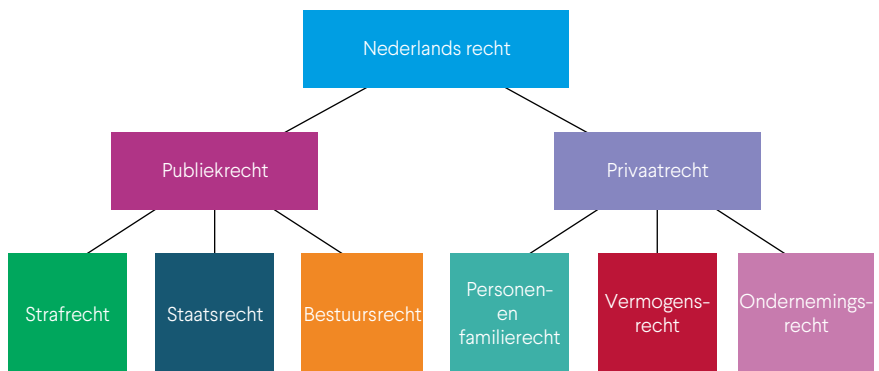 Nederlands recht
Publiekrecht
Privaatrecht
Strafrecht
Staatsrecht
Bestuursrecht
Personen-
en
familierecht
Vermogens-
recht
Ondernemings-
recht